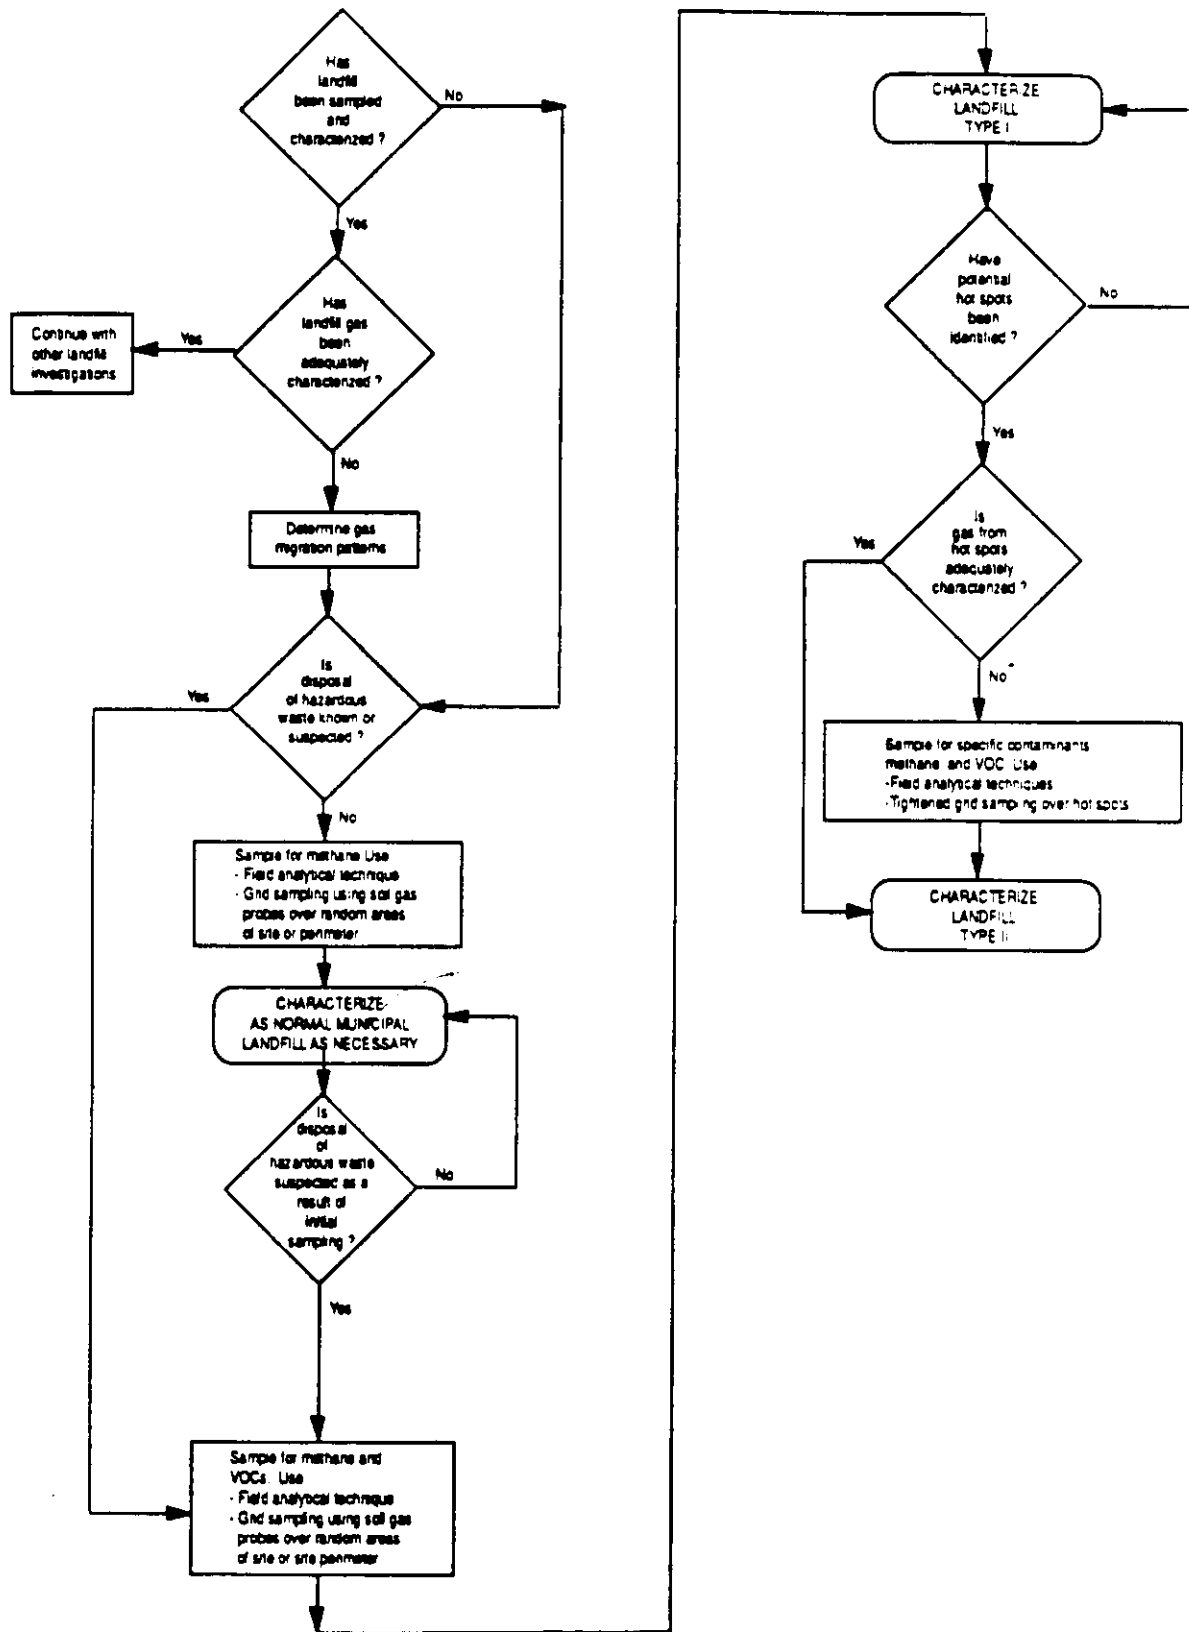 Has
landfill
been sampled
and
characterized ?
No
Yes
Has
landfill gas
been
adequately
characterized ?
Yes
Continue with
other landfill
investigations
No
Determine gas
migration patterns
Is
disposal
of hazardous
waste known or
suspected ?
Yes
No
Sample for methane Use
- Field analytical technique
- Grid sampling using soil gas
probes over random areas
of site or perimeter
CHARACTERIZE
AS NORMAL MUNICIPAL
LANDFILL AS NECESSARY
Is
disposal
of
hazardous waste
suspected as a
result of
initial
sampling ?
No
Yes
Sample for methane and
VOCs. Use
- Field analytical technique
- Grid sampling using soil gas
probes over random areas
of site or site perimeter
CHARACTERIZE
LANDFILL
TYPE I
Have
potential
hot spots
been
identified ?
No
Yes
Is
gas from
hot spots
adequately
characterized ?
Yes
No
Sample for specific contaminants
methane and VOC Use
-Field analytical techniques
-Tightened grid sampling over hot spots
CHARACTERIZE
LANDFILL
TYPE II